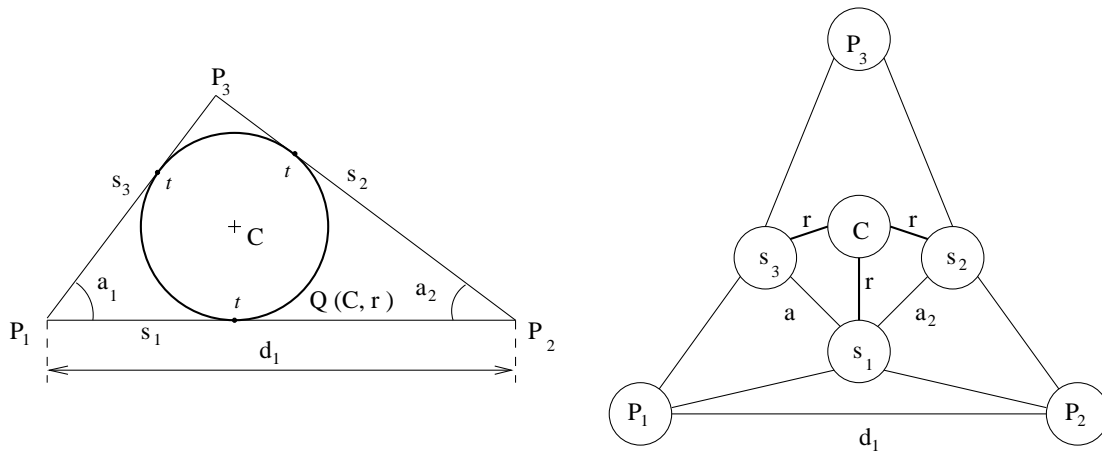 P₃
t
t
s₃
s₂
C
a₁
a₂
t
Q (C, r )
P₁
s₁
P₂
d₁
P₃
r
C
r
s₃
s₂
r
a
a₂
s₁
P₁
P₂
d₁